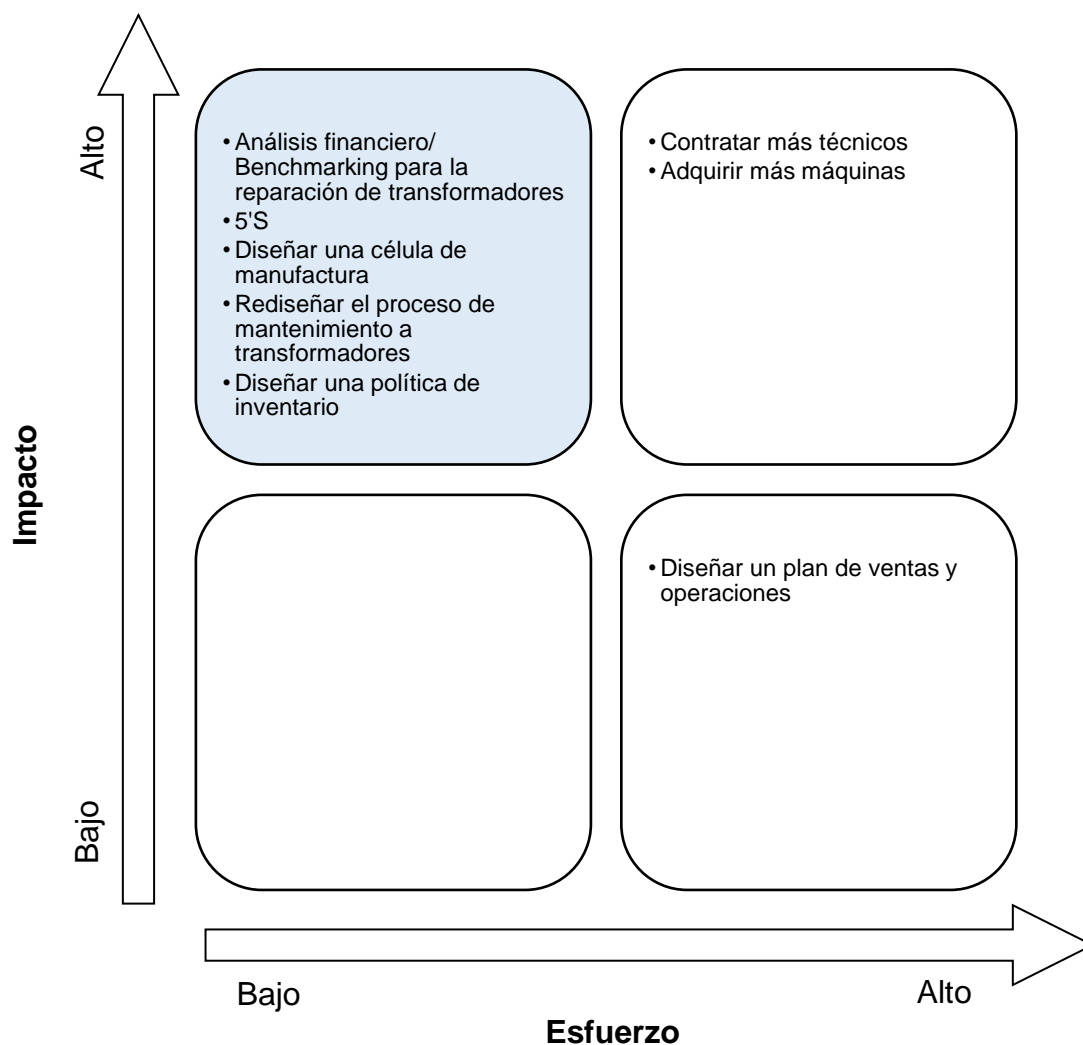 Alto
• Análisis financiero/
Benchmarking para la
reparación de transformadores
• 5'S
• Diseñar una célula de
manufactura
• Rediseñar el proceso de
mantenimiento a
transformadores
• Diseñar una política de
inventario
• Contratar más técnicos
• Adquirir más máquinas
Impacto
• Diseñar un plan de ventas y
operaciones
Bajo
Bajo
Alto
Esfuerzo